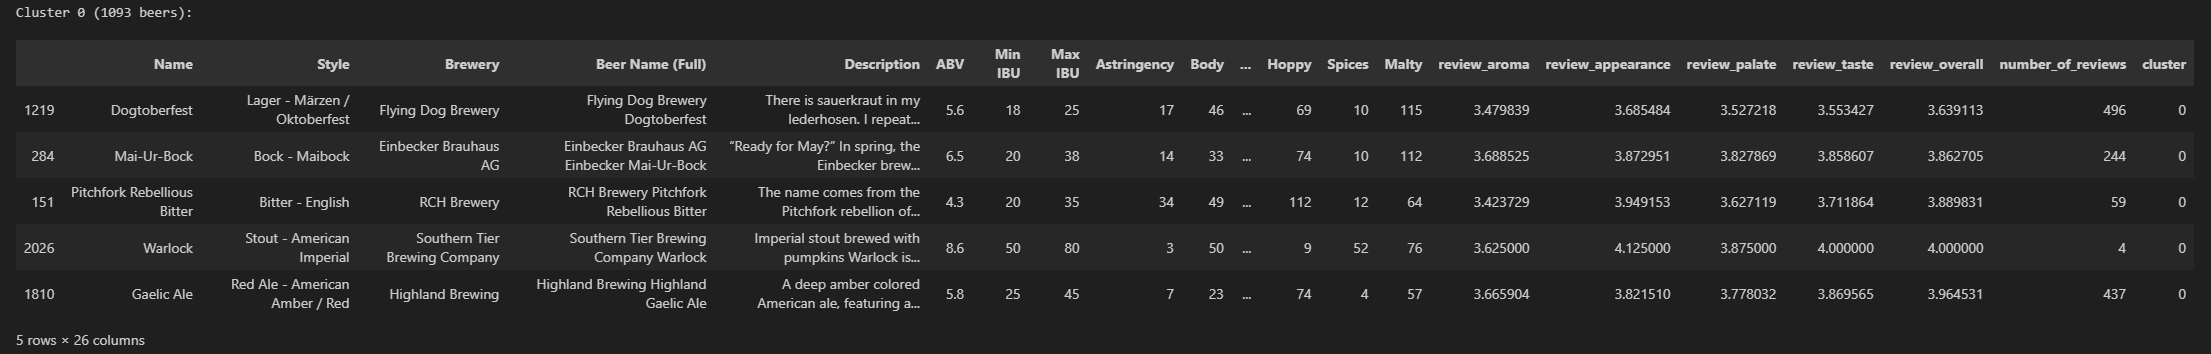 Cluster 0 (1093 beers):
Name Style Brewery Beer Name (Full) Description ABV Min IBU Max IBU Astringency Body ... Hoppy Spices Malty review_aroma review_appearance review_palate review_taste review_overall number_of_reviews cluster
1219 Dogtoberfest Lager - Märzen / Oktoberfest Flying Dog Brewery Flying Dog Brewery Dogtoberfest There is sauerkraut in my lederhosen. I repeat... 5.6 18 25 17 46 ... 69 10 115 3.479839 3.685484 3.527218 3.553427 3.639113 496 0
284 Mai-Ur-Bock Bock - Maibock Einbecker Brauhaus AG Einbecker Brauhaus AG Einbecker Mai-Ur-Bock “Ready for May?” In spring, the Einbecker brew... 6.5 20 38 14 33 ... 74 10 112 3.688525 3.872951 3.827869 3.858607 3.862705 244 0
151 Pitchfork Rebellious Bitter Bitter - English RCH Brewery RCH Brewery Pitchfork Rebellious Bitter The name comes from the Pitchfork rebellion of... 4.3 20 35 34 49 ... 112 12 64 3.423729 3.949153 3.627119 3.711864 3.889831 59 0
2026 Warlock Stout - American Imperial Southern Tier Brewing Company Southern Tier Brewing Company Warlock Imperial stout brewed with pumpkins Warlock is... 8.6 50 80 3 50 ... 9 52 76 3.625000 4.125000 3.875000 4.000000 4.000000 4 0
1810 Gaelic Ale Red Ale - American Amber / Red Highland Brewing Highland Brewing Highland Gaelic Ale A deep amber colored American ale, featuring a... 5.8 25 45 7 23 ... 74 4 57 3.665904 3.821510 3.778032 3.869565 3.964531 437 0
5 rows × 26 columns